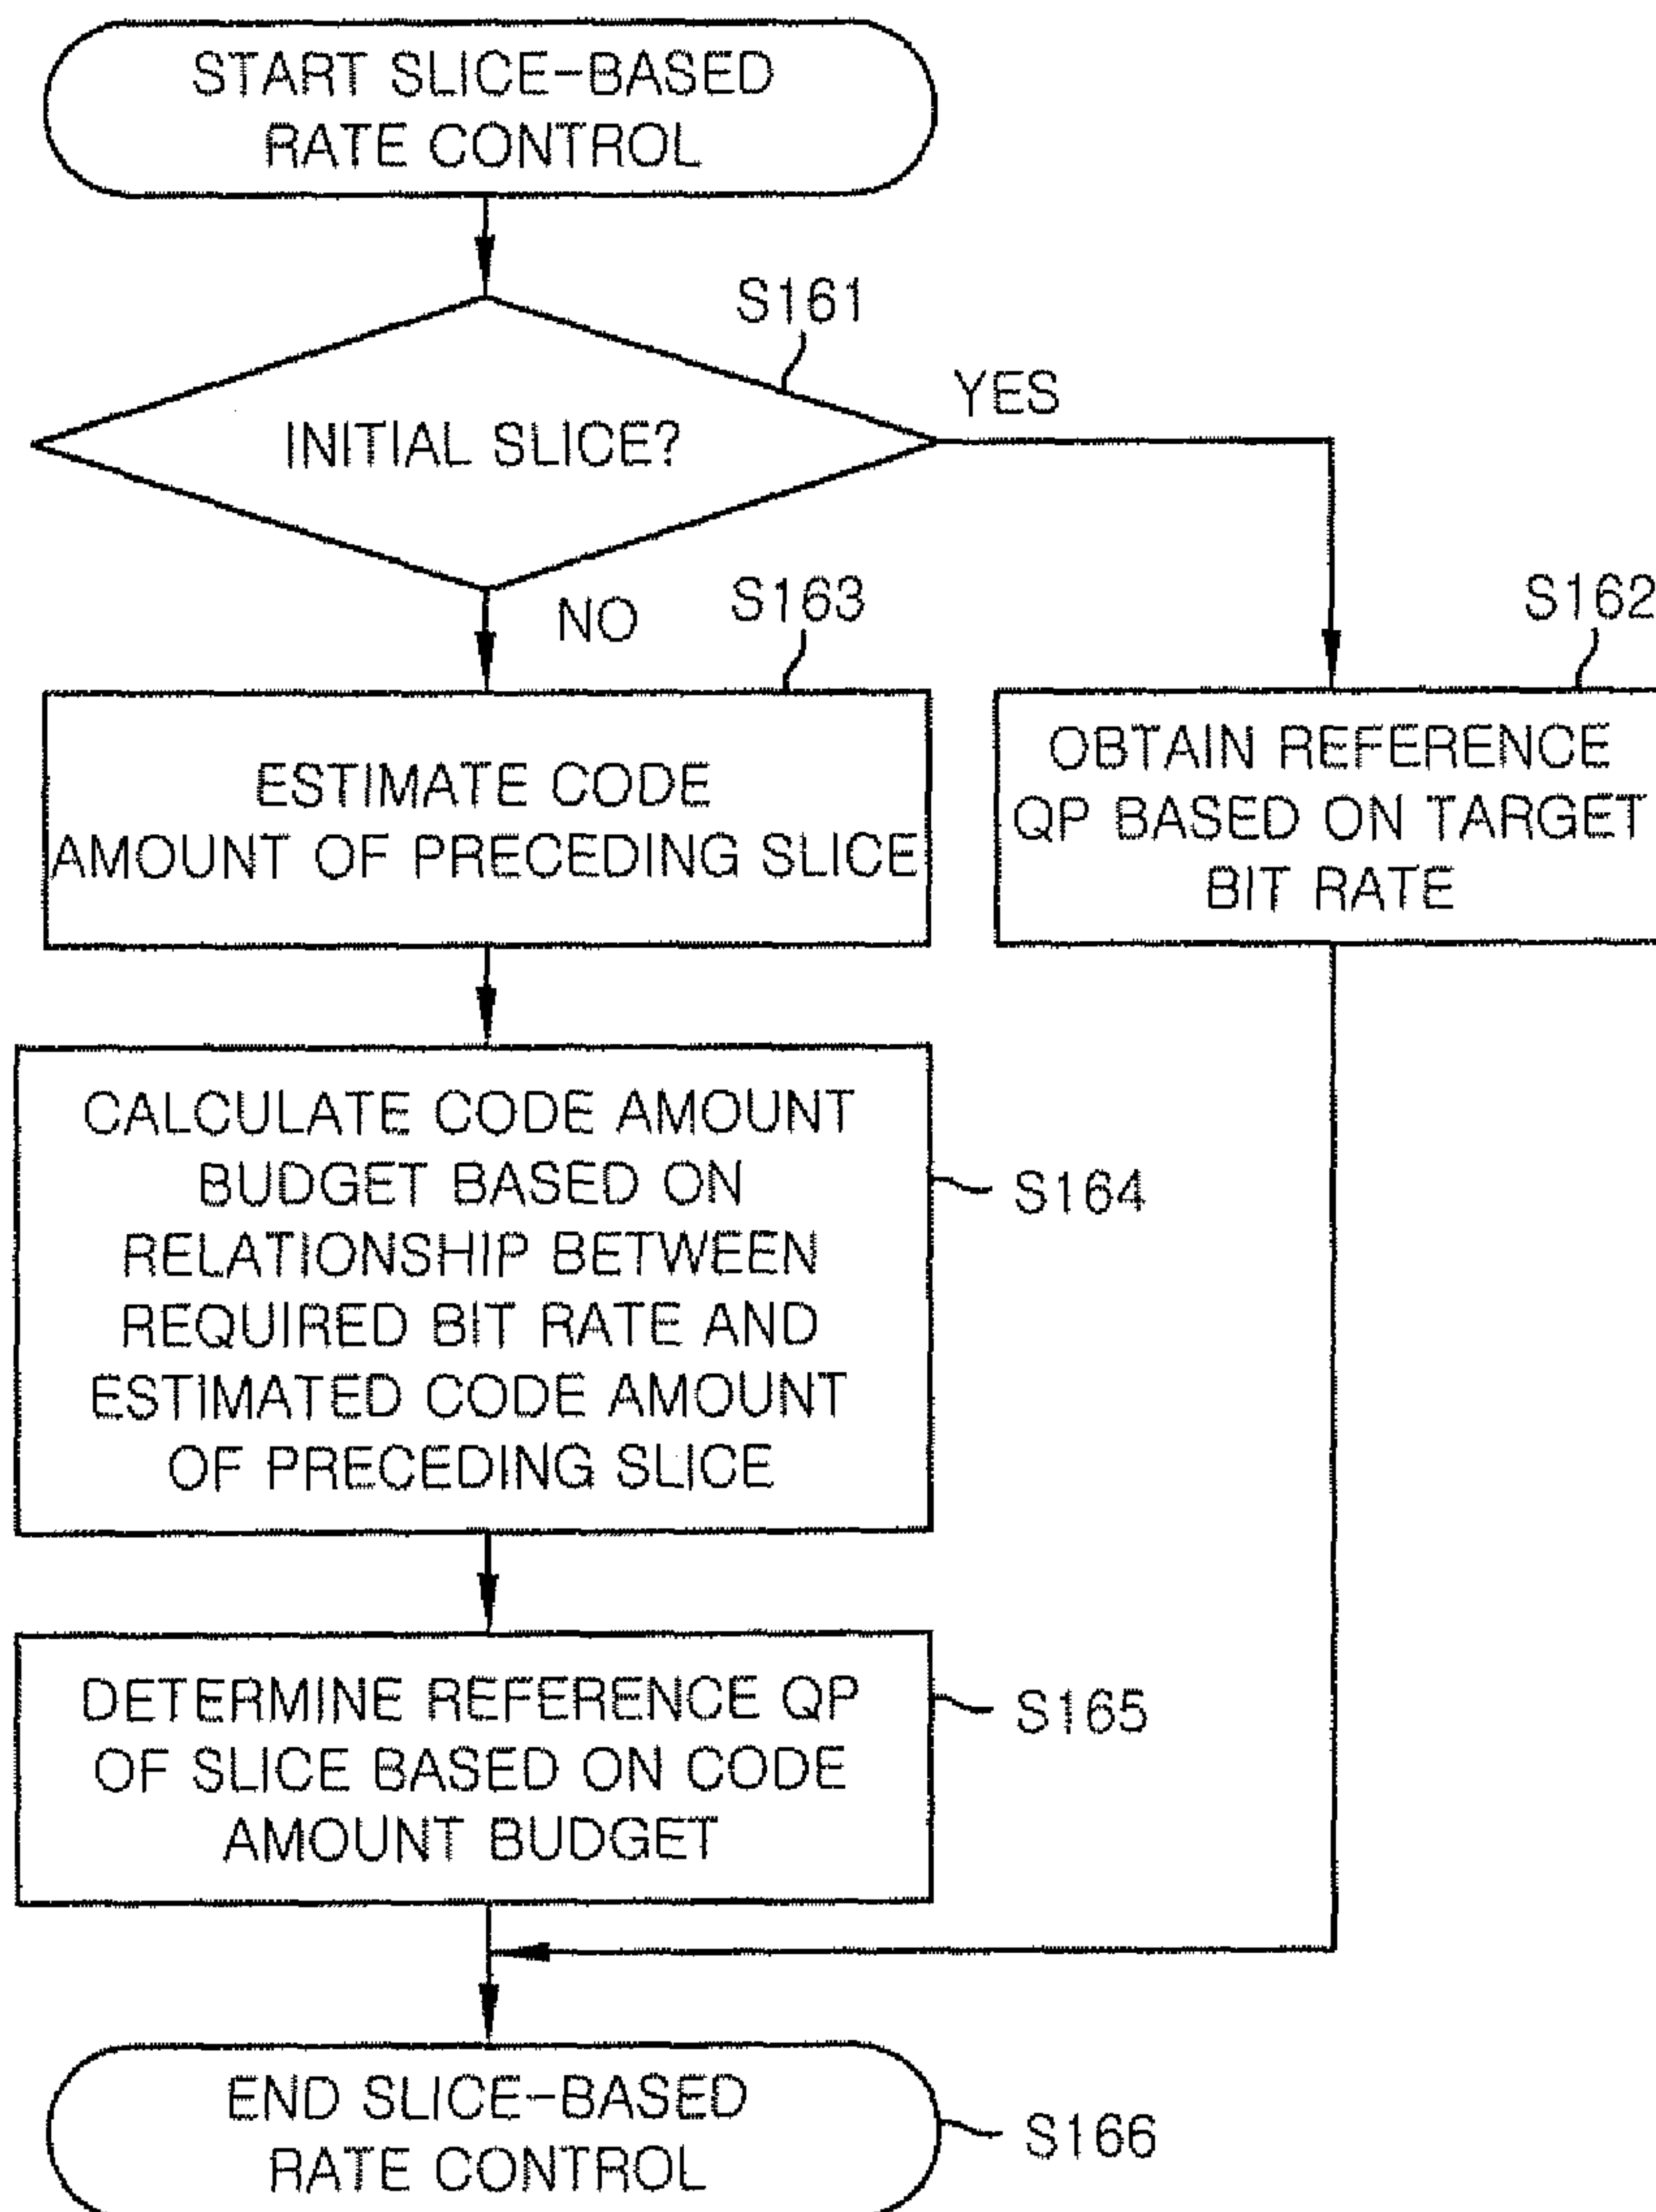 START SLICE-BASED
RATE CONTROL
S161
YES
INITIAL SLICE?
NO
S163
S162
ESTIMATE CODE
AMOUNT OF PRECEDING SLICE
OBTAIN REFERENCE
QP BASED ON TARGET
BIT RATE
CALCULATE CODE AMOUNT
BUDGET BASED ON
RELATIONSHIP BETWEEN
REQUIRED BIT RATE AND
ESTIMATED CODE AMOUNT
OF PRECEDING SLICE
S164
DETERMINE REFERENCE QP
OF SLICE BASED ON CODE
AMOUNT BUDGET
S165
END SLICE-BASED
RATE CONTROL
S166